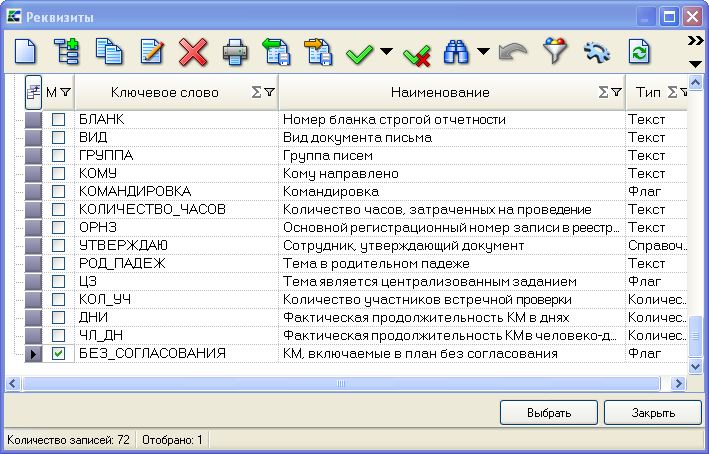 Реквизиты
М Ключевое слово Σ Наименование Σ Тип Σ
БЛАНК Номер бланка строгой отчетности Текст
ВИД Вид документа письма Текст
ГРУППА Группа писем Текст
КОМУ Кому направлено Текст
КОМАНДИРОВКА Командировка Флаг
КОЛИЧЕСТВО_ЧАСОВ Количество часов, затраченных на проведение Текст
ОРНЗ Основной регистрационный номер записи в реестр... Текст
УТВЕРЖДАЮ Сотрудник, утверждающий документ Справоч...
РОД_ПАДЕЖ Тема в родительном падеже Текст
ЦЗ Тема является централизованным заданием Флаг
КОЛ_УЧ Количество участников встречной проверки Количес...
ДНИ Фактическая продолжительность КМ в днях Количес...
ЧЛ_ДН Фактическая продолжительность КМ в человеко-д... Количес...
БЕЗ_СОГЛАСОВАНИЯ КМ, включаемые в план без согласования Флаг
Выбрать Закрыть
Количество записей: 72 Отобрано: 1